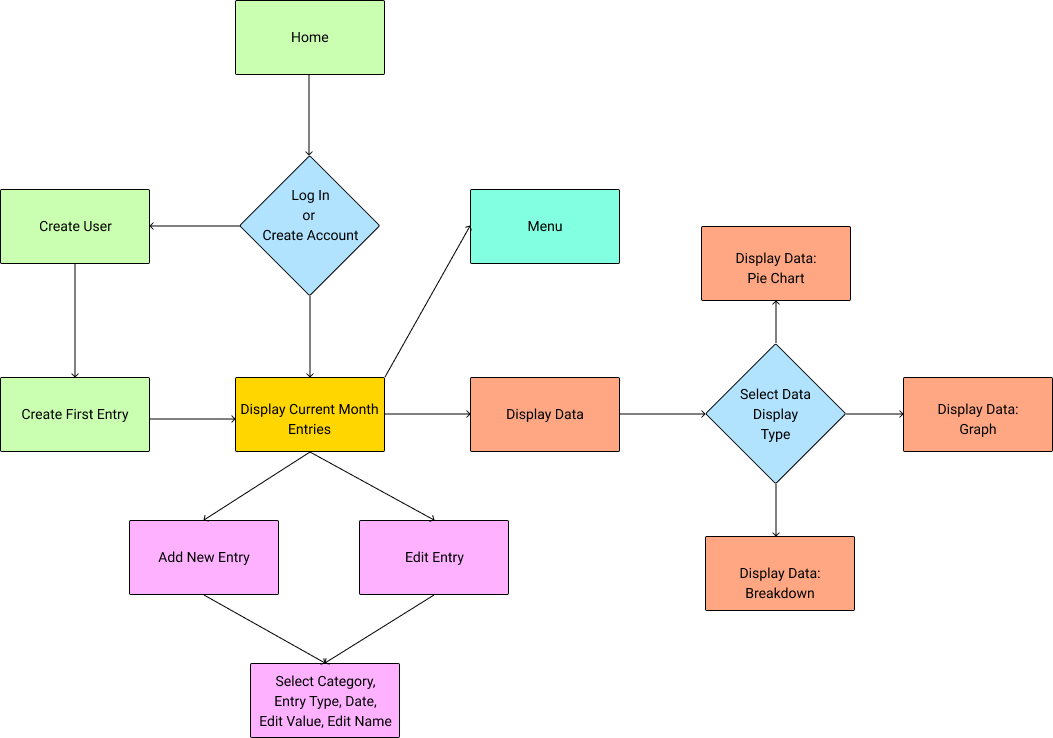 Home
Log In
or
Create Account
Create User
Menu
Display Data:
Pie Chart
Create First Entry
Display Current Month
Entries
Display Data
Select Data
Display
Type
Display Data:
Graph
Add New Entry
Edit Entry
Display Data:
Breakdown
Select Category,
Entry Type, Date,
Edit Value, Edit Name